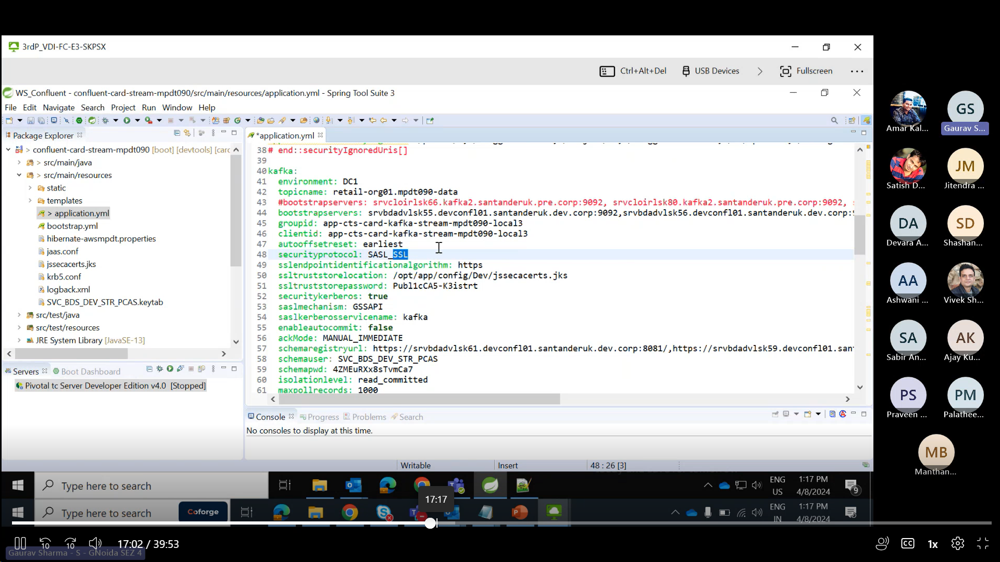 3rdP_VDI-FC-E3-SKPSX
Ctrl+Alt+Del USB Devices Fullscreen
WS_Confluent - confluent-card-stream-mpdt090/src/main/resources/application.yml - Spring Tool Suite 3
File Edit Navigate Search Project Run Window Help
Package Explorer
*application.yml
confluent-card-stream-mpdt090 [boot] [devtools] [card
> src/main/java
> src/main/resources
static
templates
> application.yml
bootstrap.yml
hibernate-awsmpdt.properties
jaas.conf
jssecacerts.jks
krb5.conf
logback.xml
SVC_BDS_DEV_STR_PCAS.keytab
src/test/java
src/test/resources
JRE System Library [JavaSE-13]
Servers Boot Dashboard
Pivotal tc Server Developer Edition v4.0 [Stopped]
38 # end::securityIgnoredUris[]
39
40 kafka:
41 environment: DC1
42 topicname: retail-org01.mpdt090-data
43 #bootstrapservers: srvcloirlsk66.kafka2.santanderuk.pre.corp:9092, srvcloirlsk80.kafka2.santanderuk.pre.corp:9092,
44 bootstrapservers: srvbdadvlsk55.devconfl01.santanderuk.dev.corp:9092,srvbdadvlsk56.devconfl01.santanderuk.dev.corp:
45 groupid: app-cts-card-kafka-stream-mpdt090-local3
46 clientid: app-cts-card-kafka-stream-mpdt090-local3
47 autooffsetreset: earliest
48 securityprotocol: SASL_SSL
49 sslendpointidentificationalgorithm: https
50 ssltruststorelocation: /opt/app/config/Dev/jssecacerts.jks
51 ssltruststorepassword: Publ1cCA5-K3istrt
52 securitykerberos: true
53 saslmechanism: GSSAPI
54 saslkerberosservicename: kafka
55 enableautocommit: false
56 ackMode: MANUAL_IMMEDIATE
57 schemaregistryurl: https://srvbdadvlsk61.devconfl01.santanderuk.dev.corp:8081/,https://srvbdadvlsk59.devconfl01.san
58 schemauser: SVC_BDS_DEV_STR_PCAS
59 schemapwd: 4ZMEuRXx8sTvmCa7
60 isolationlevel: read_committed
61 maxpollrecords: 1000
Console Progress Problems Search
No consoles to display at this time.
Writable Insert 48 : 26 [3]
Type here to search
ENG US
1:17 PM
4/8/2024
9
Type here to search
Coforge
ENG IN
1:17 PM
4/8/2024
17:17
17:02 / 39:53
10
10
CC
1x
Gaurav Sharma - S - GNoida SEZ 4
Amar Kal...
GS
Gaurav S...
Satish D...
JM
Jitendra ...
DA
Devara A...
SD
Shashan...
AA
Ashwani ...
Vivek Sh...
SA
Sabir An...
AK
Ajay Ku...
PS
Praveen ...
PM
Palathee...
MB
Manthan...